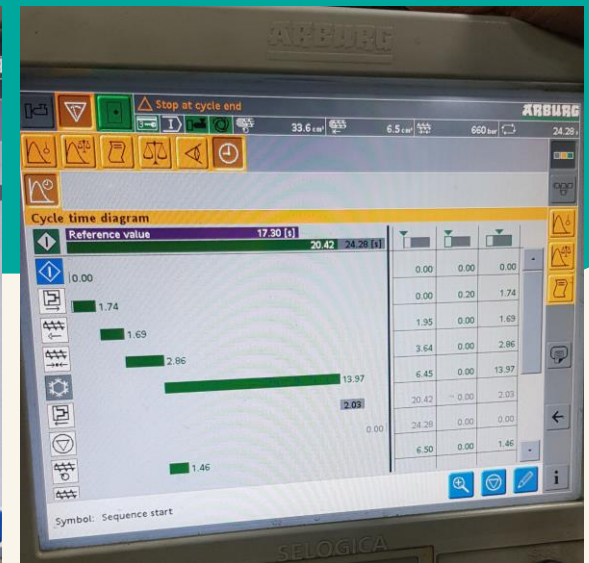 ARBURG
Stop at cycle end
ARBURG
33.6 cm³ 6.5 cm³ 660 bar 24.28 s
Cycle time diagram
Reference value 17.30 [s]
20.42 24.28 [s]
0.00 0.00 0.00 0.00
1.74 0.00 0.20 1.74
1.69 1.95 0.00 1.69
2.86 3.64 0.00 2.86
13.97 6.45 0.00 13.97
2.03 20.42 0.00 2.03
0.00 24.28 0.00 0.00
1.46 6.50 0.00 1.46
Symbol: Sequence start
i
SELOGICA